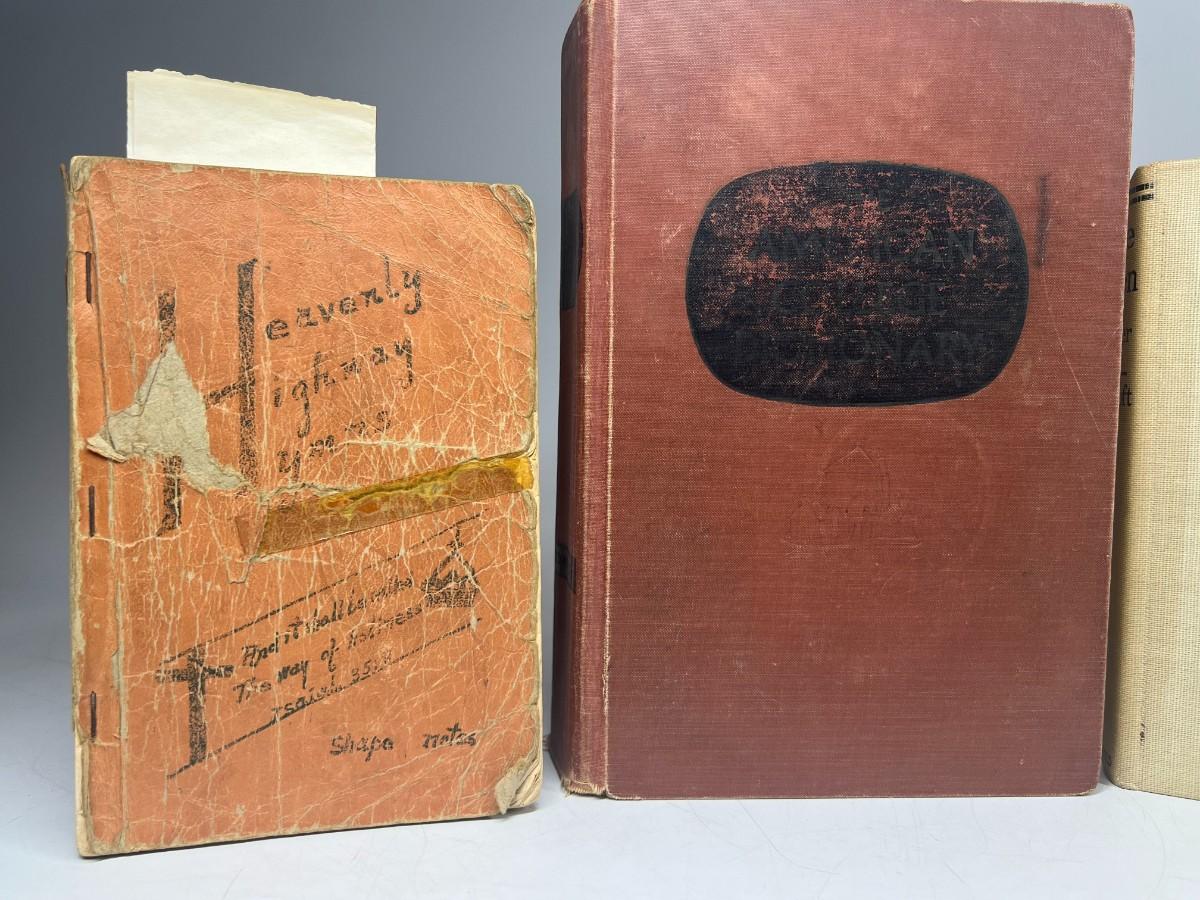 Heavenly
Highway
Hymns
And it shall be called
The way of Holiness
Isaiah 35:8
Shape notes
AMERICAN
COLLEGE
DICTIONARY